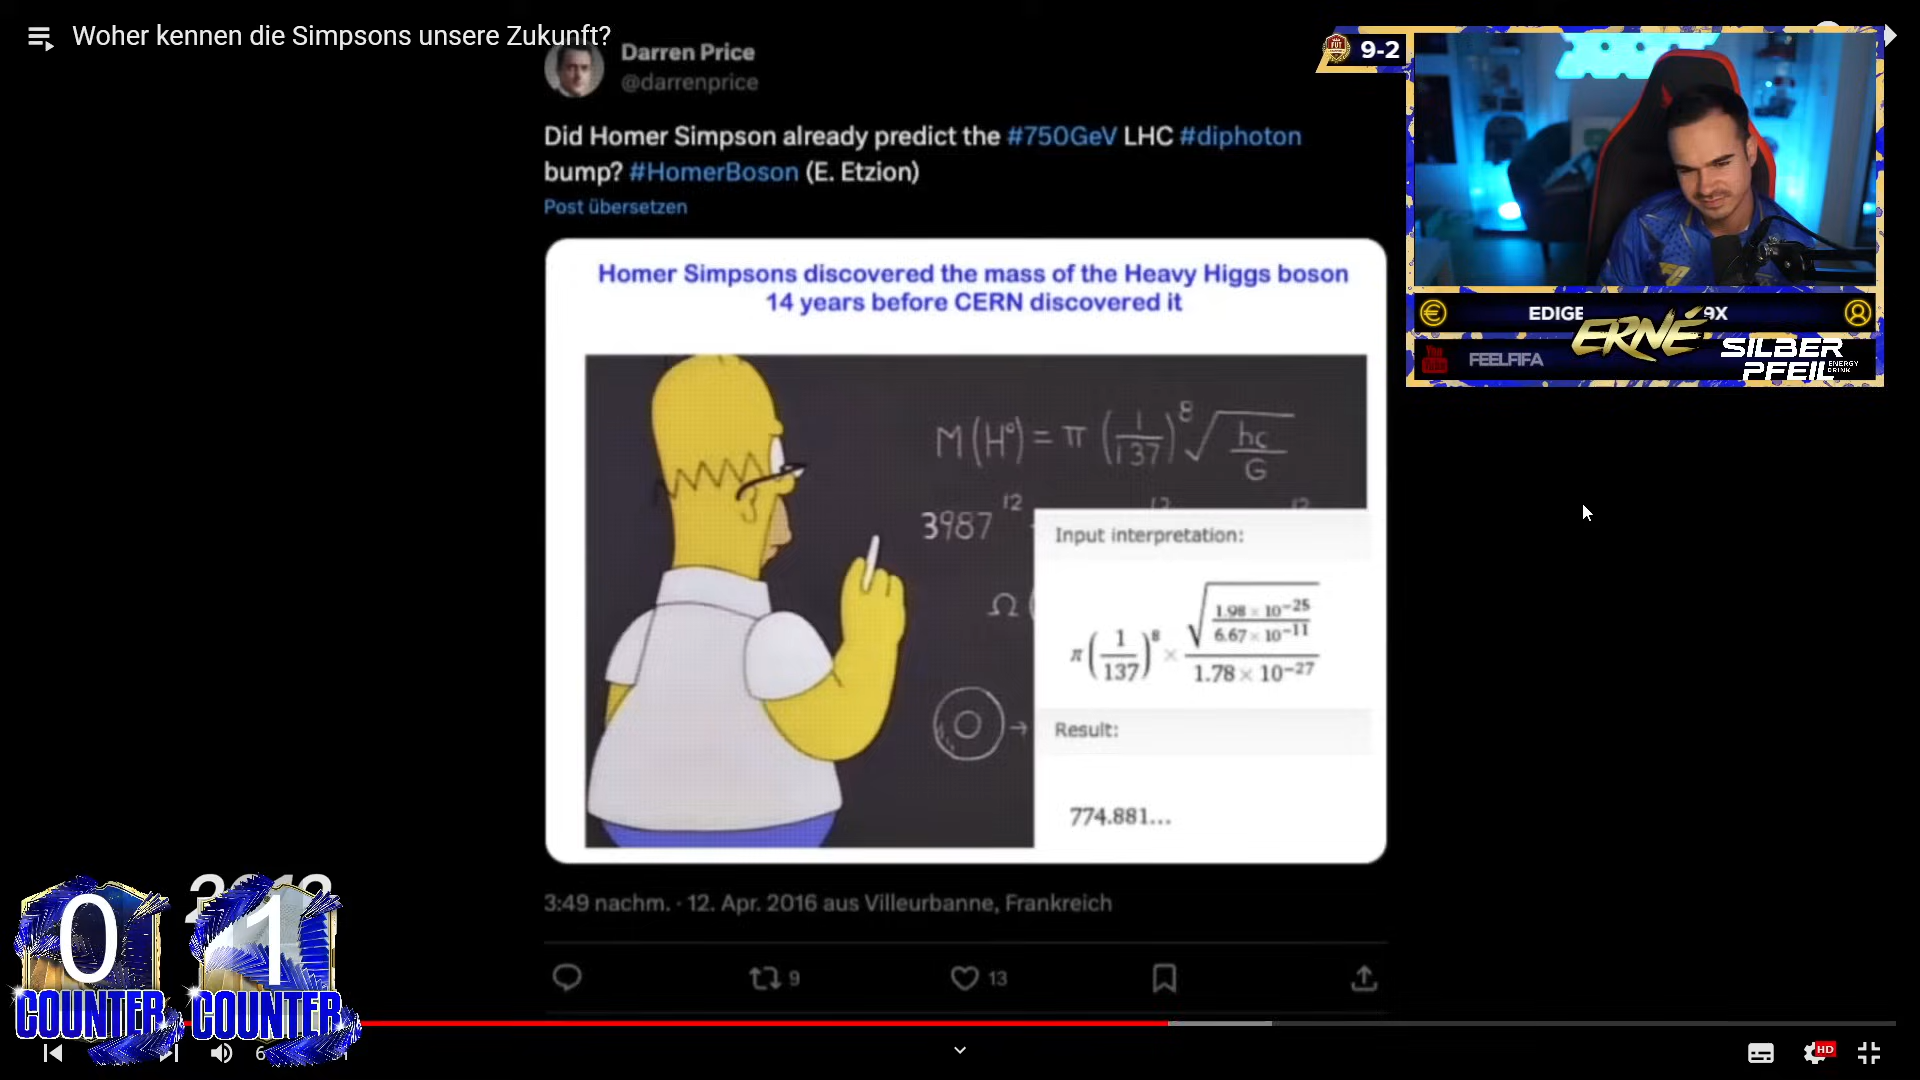 Woher kennen die Simpsons unsere Zukunft?
Darren Price
@darrenprice
9-2
Did Homer Simpson already predict the #750GeV LHC #diphoton
bump? #HomerBoson (E. Etzion)
Post übersetzen
Homer Simpsons discovered the mass of the Heavy Higgs boson
14 years before CERN discovered it
M(H°) = π (1/137)^8 √(hc/G)
3987^12
Ω (
Input interpretation:
π (1/137)^8 × √(1.98 × 10^-25 / 6.67 × 10^-11) / 1.78 × 10^-27
Result:
774.881...
EDIGE
9X
ERNÉ
You
FEELFIFA
SILBER
PFEIL
ENERGY
DRINK
3:49 nachm. · 12. Apr. 2016 aus Villeurbanne, Frankreich
9
13
0
1
COUNTER
COUNTER
HD